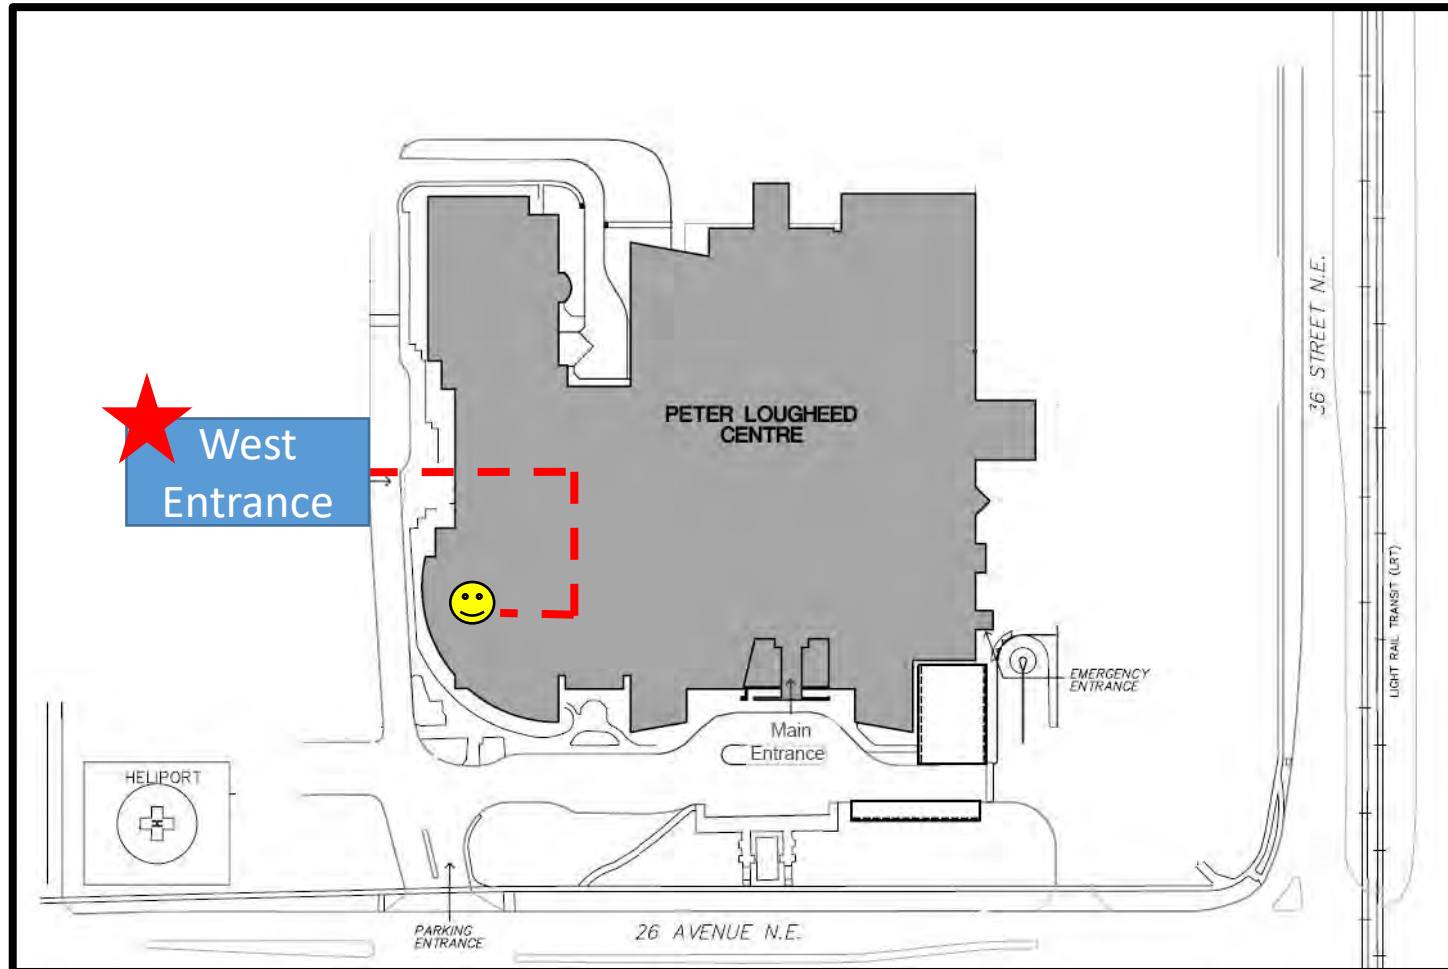 36 STREET N.E.
PETER LOUGHEED
CENTRE
West
Entrance
LIGHT RAIL TRANSIT (LRT)
EMERGENCY
ENTRANCE
Main
Entrance
HELIPORT
H
PARKING
ENTRANCE
26 AVENUE N.E.